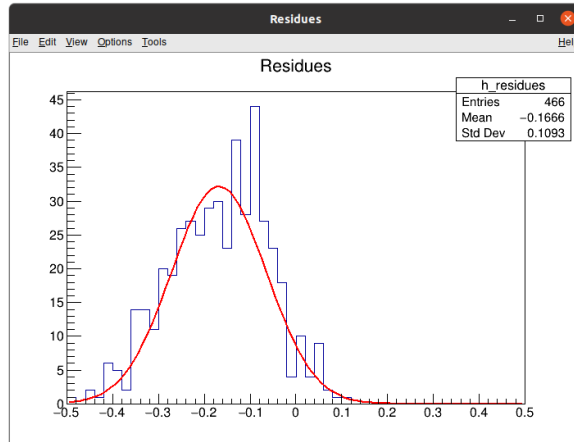 Residues
File Edit View Options Tools Hel
Residues
h_residues
Entries 466
Mean −0.1666
Std Dev 0.1093
45
40
35
30
25
20
15
10
5
0
−0.5 −0.4 −0.3 −0.2 −0.1 0 0.1 0.2 0.3 0.4 0.5